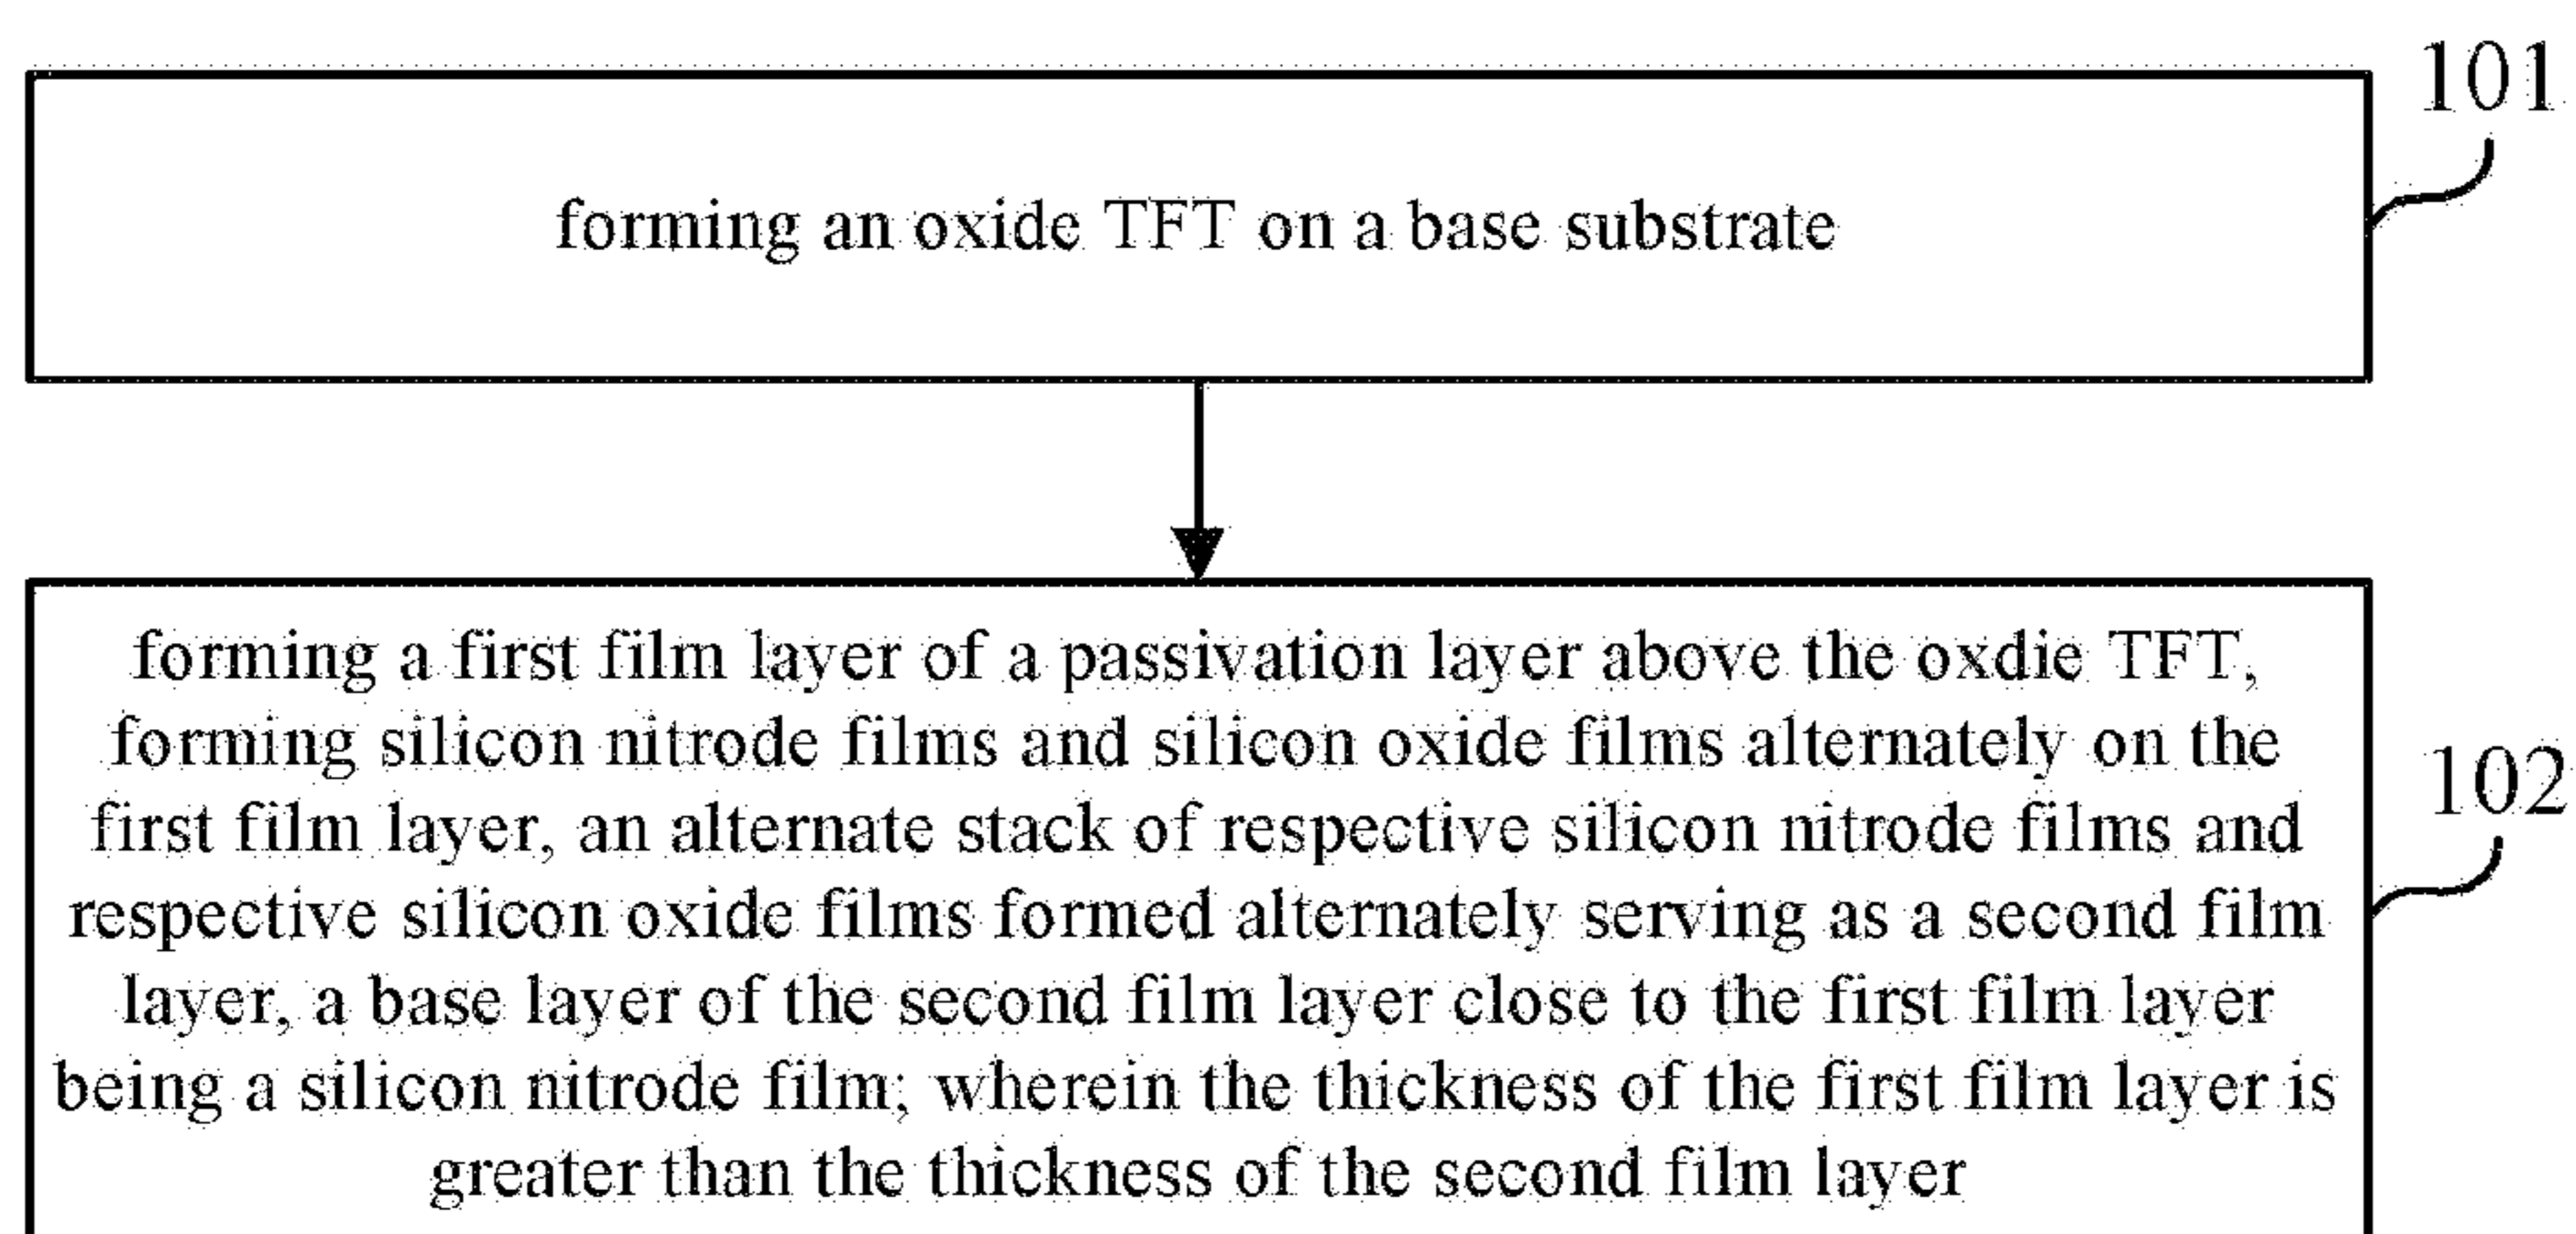 101
forming an oxide TFT on a base substrate
forming a first film layer of a passivation layer above the oxdie TFT,
forming silicon nitrode films and silicon oxide films alternately on the
first film layer, an alternate stack of respective silicon nitrode films and
respective silicon oxide films formed alternately serving as a second film
layer, a base layer of the second film layer close to the first film layer
being a silicon nitrode film; wherein the thickness of the first film layer is
greater than the thickness of the second film layer
102